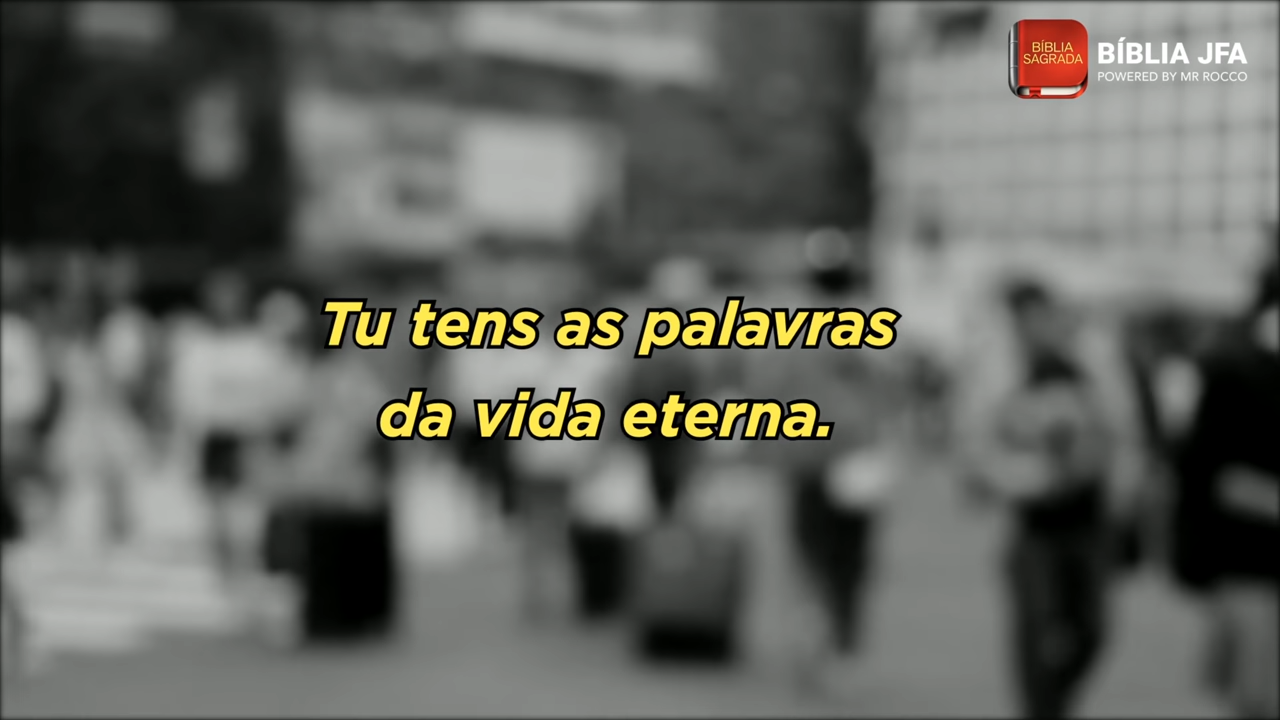 BÍBLIA
SAGRADA
BÍBLIA JFA
POWERED BY MR ROCCO
Tu tens as palavras
da vida eterna.